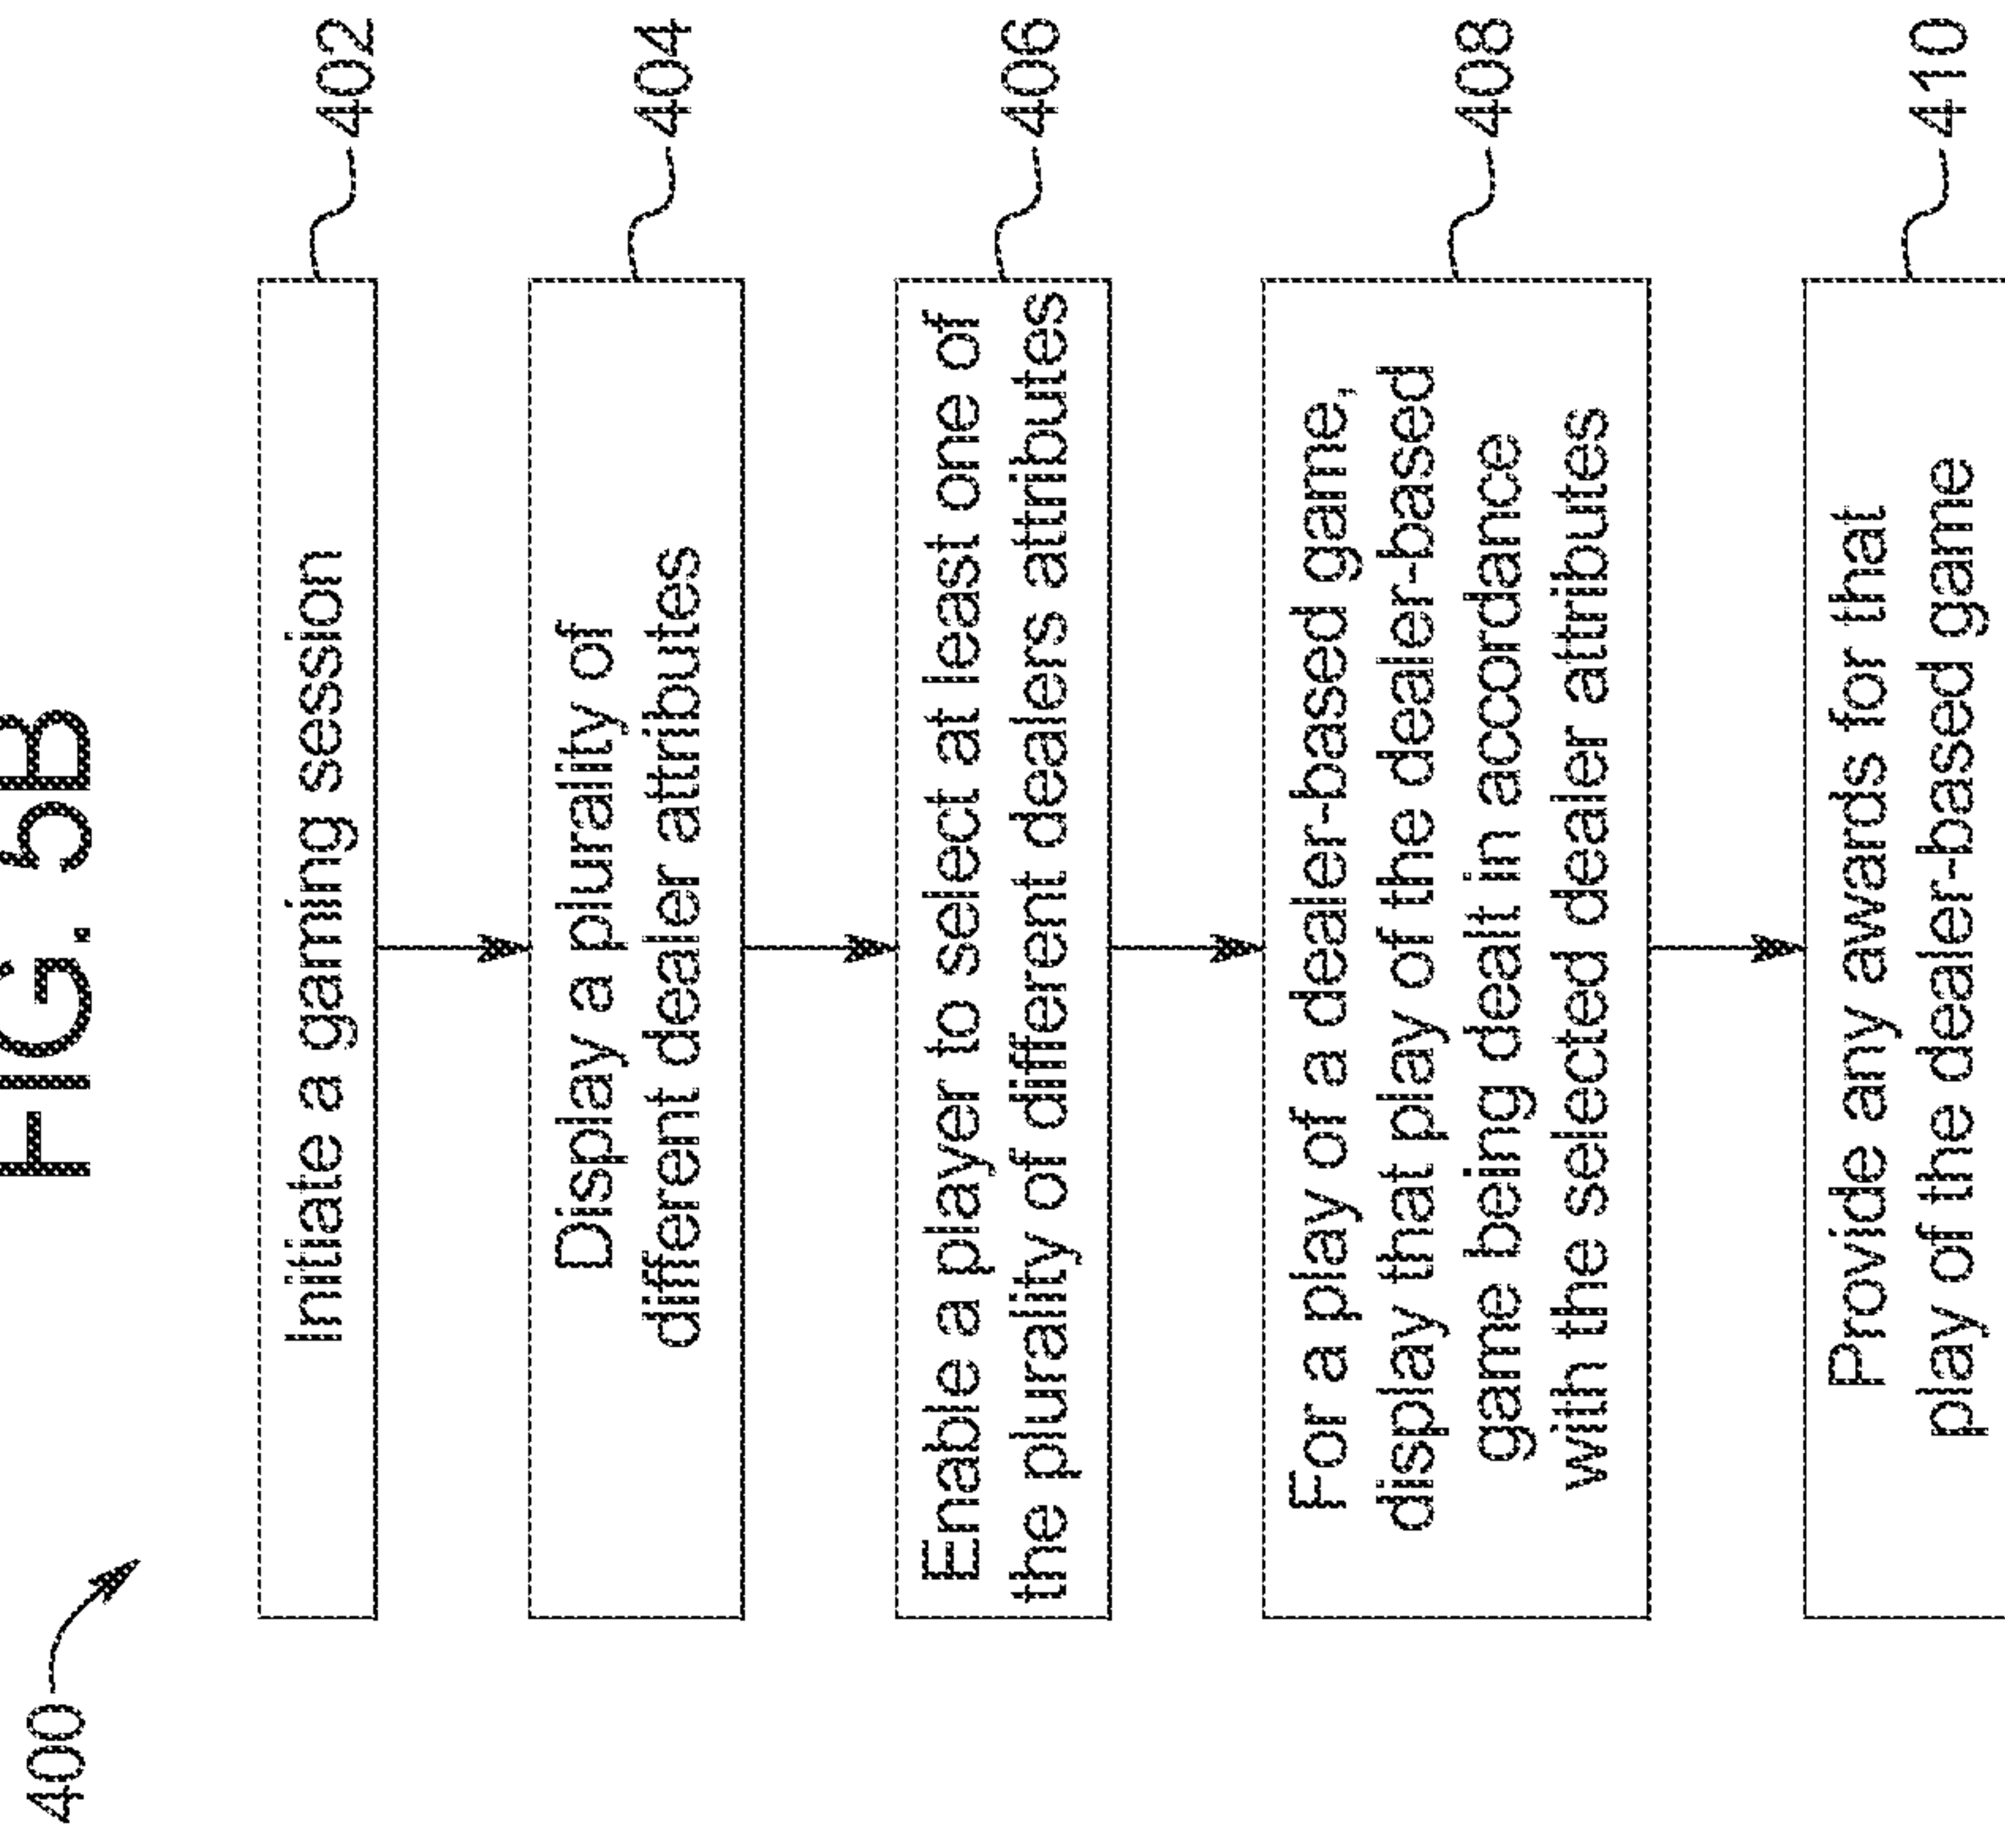 FIG. 5B
400
Initiate a gaming session
402
Display a plurality of
different dealer attributes
404
Enable a player to select at least one of
the plurality of different dealers attributes
406
For a play of a dealer-based game,
display that play of the dealer-based
game being dealt in accordance
with the selected dealer attributes
408
Provide any awards for that
play of the dealer-based game
410